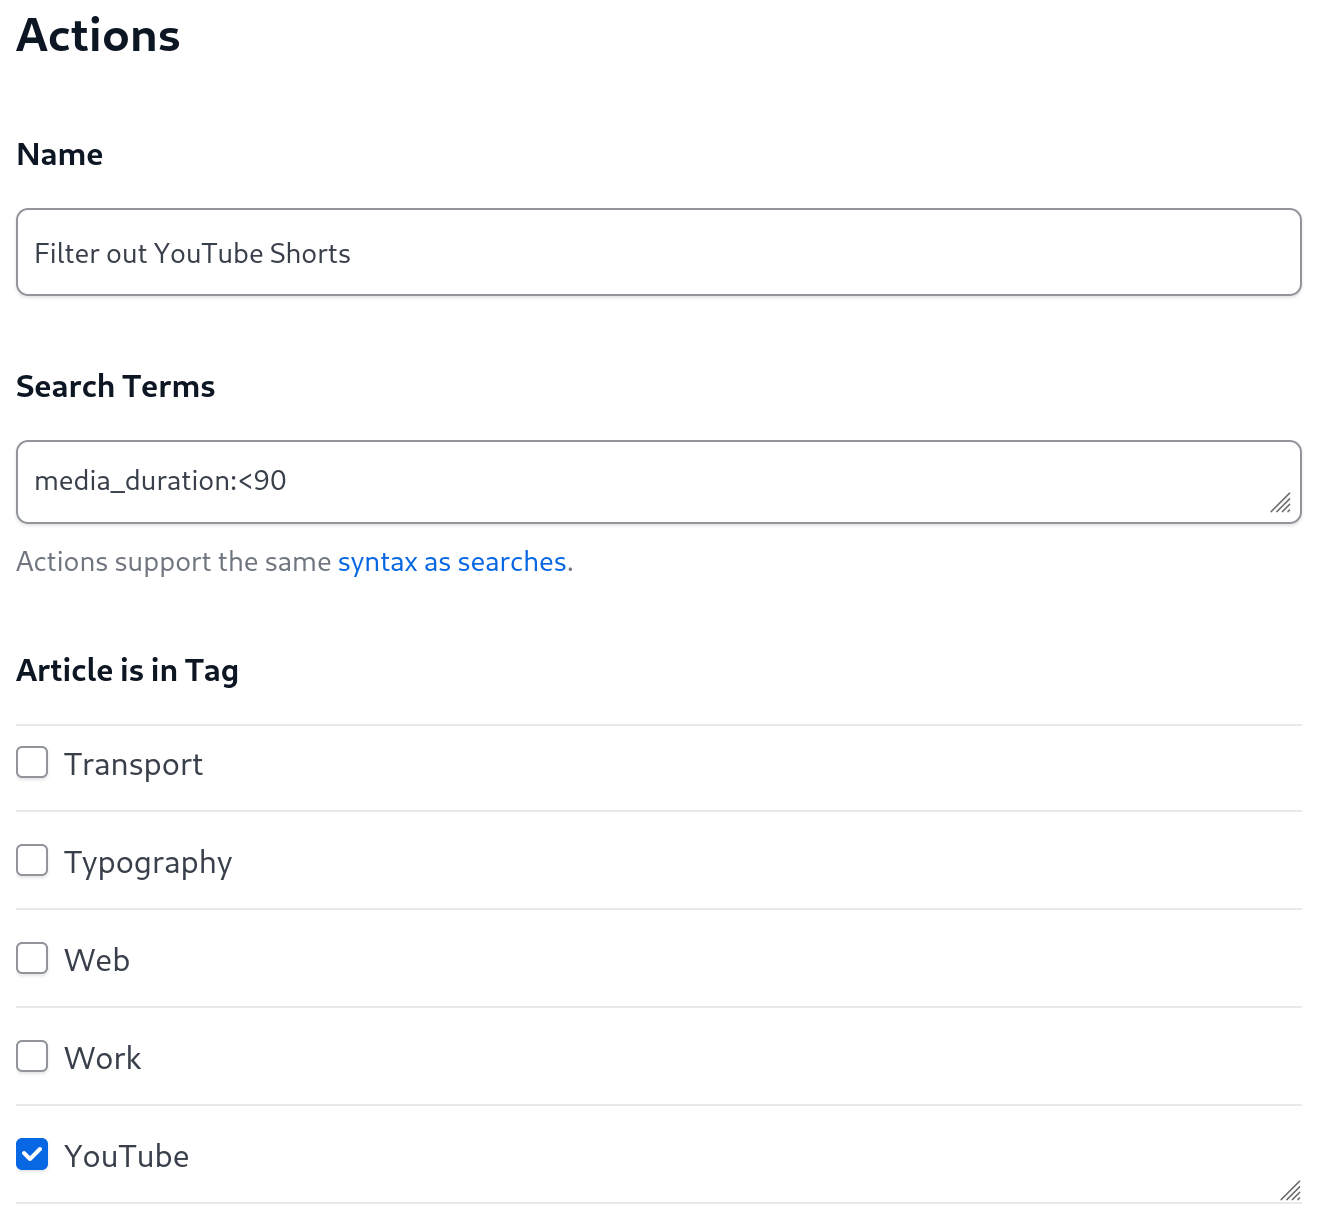 Actions
Name
Filter out YouTube Shorts
Search Terms
media_duration:<90
Actions support the same syntax as searches.
Article is in Tag
Transport
Typography
Web
Work
YouTube